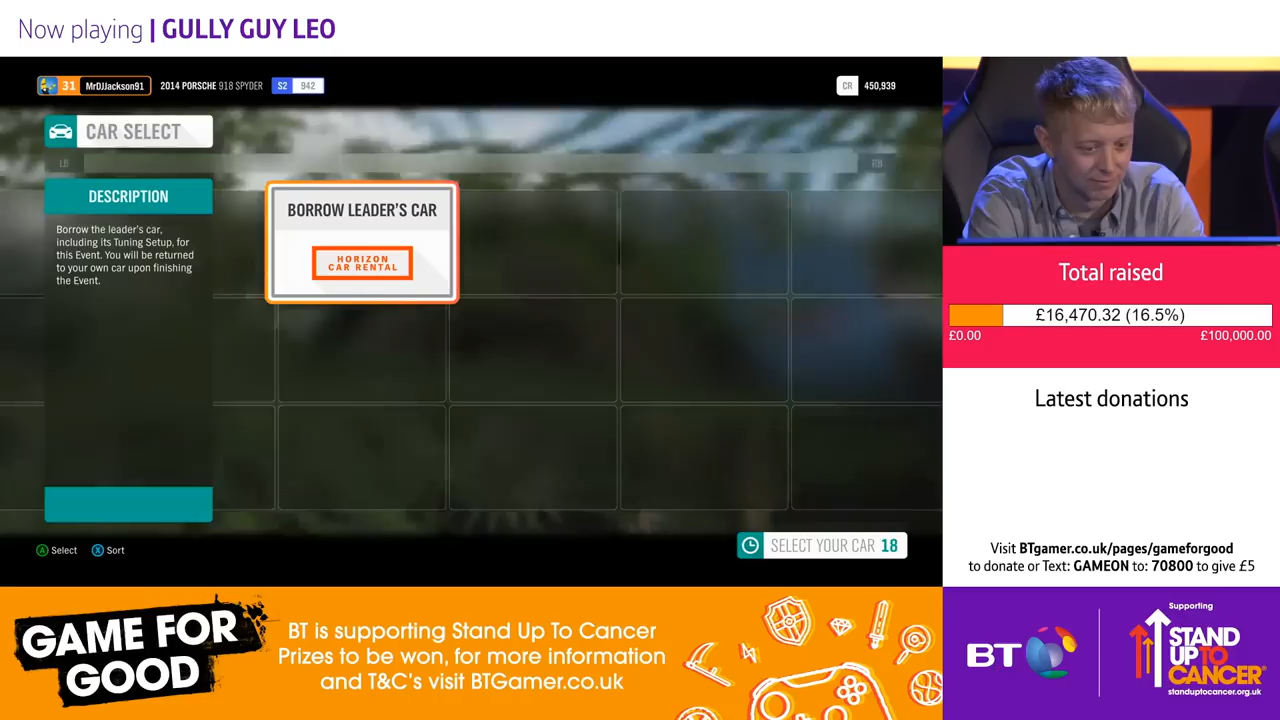 Now playing | GULLY GUY LEO
31 MrDJJackson91 2014 PORSCHE 918 SPYDER S2 942
CR 450,939
CAR SELECT
LB
RB
DESCRIPTION
Borrow the leader's car,
including its Tuning Setup, for
this Event. You will be returned
to your own car upon finishing
the Event.
BORROW LEADER'S CAR
HORIZON
CAR RENTAL
A Select X Sort
SELECT YOUR CAR 18
Total raised
£16,470.32 (16.5%)
£0.00 £100,000.00
Latest donations
Visit BTgamer.co.uk/pages/gameforgood
to donate or Text: GAMEON to: 70800 to give £5
GAME FOR
GOOD
BT is supporting Stand Up To Cancer
Prizes to be won, for more information
and T&C's visit BTGamer.co.uk
BT
Supporting
STAND
UP TO
CANCER
standuptocancer.org.uk